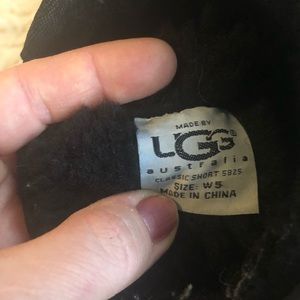 MADE BY
UGG®
australia
CLASSIC SHORT 5825
SIZE: W5
MADE IN CHINA